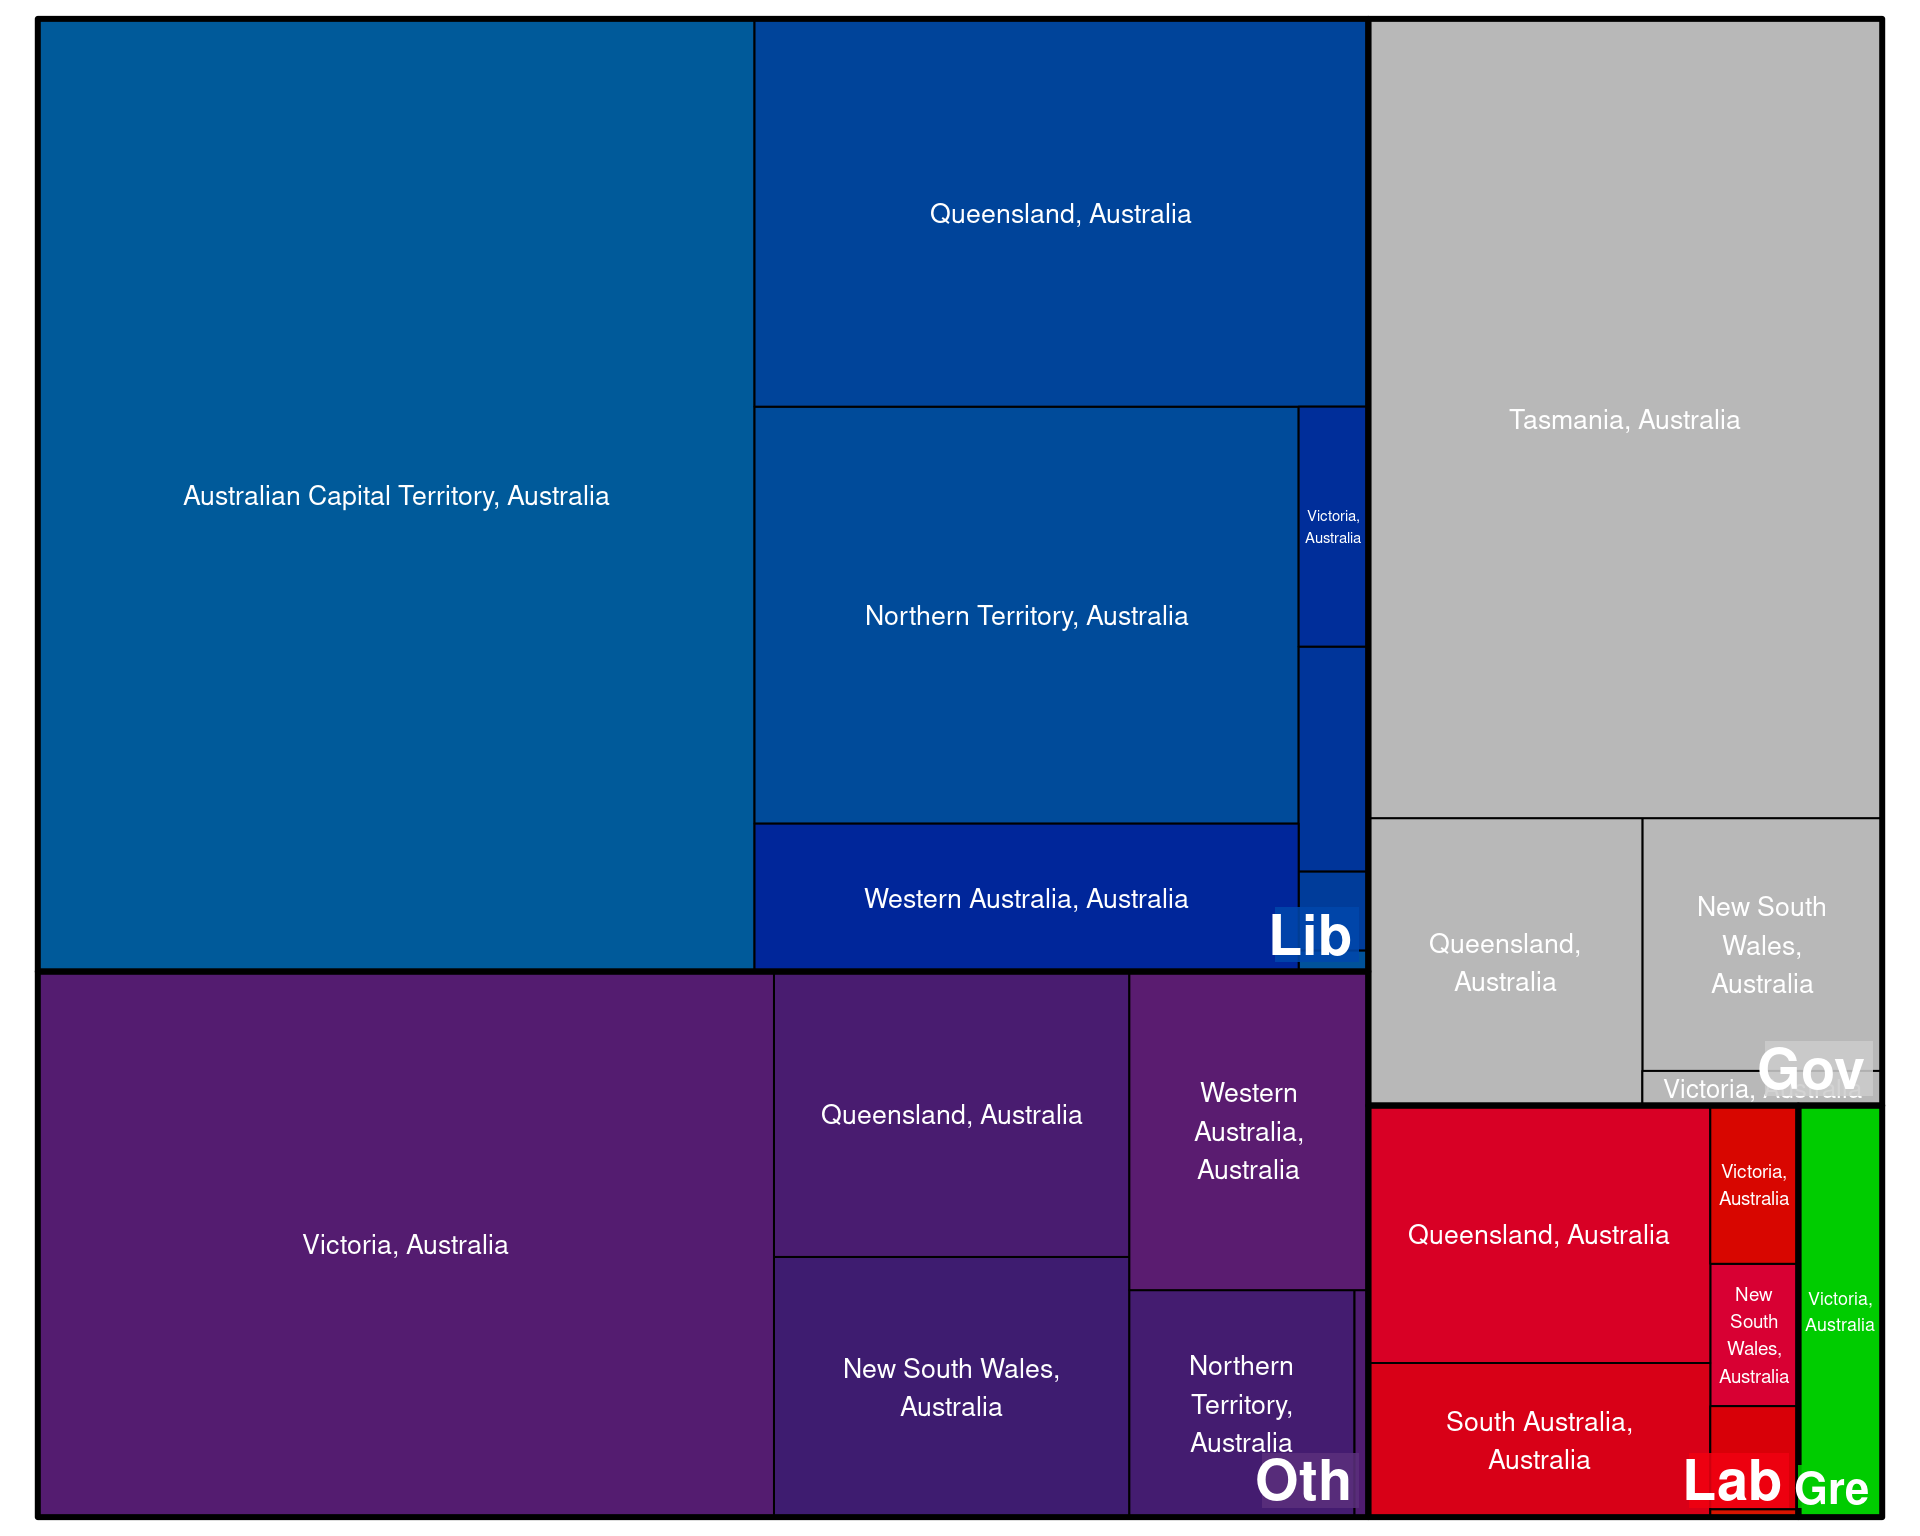 Australian Capital Territory, Australia
Queensland, Australia
Northern Territory, Australia
Victoria,
Australia
Western Australia, Australia
Lib
Tasmania, Australia
Queensland,
Australia
New South
Wales,
Australia
Victoria, Australia
Gov
Victoria, Australia
Queensland, Australia
New South Wales,
Australia
Western
Australia,
Australia
Northern
Territory,
Australia
Oth
Queensland, Australia
South Australia,
Australia
Victoria,
Australia
New
South
Wales,
Australia
Lab
Victoria,
Australia
Gre